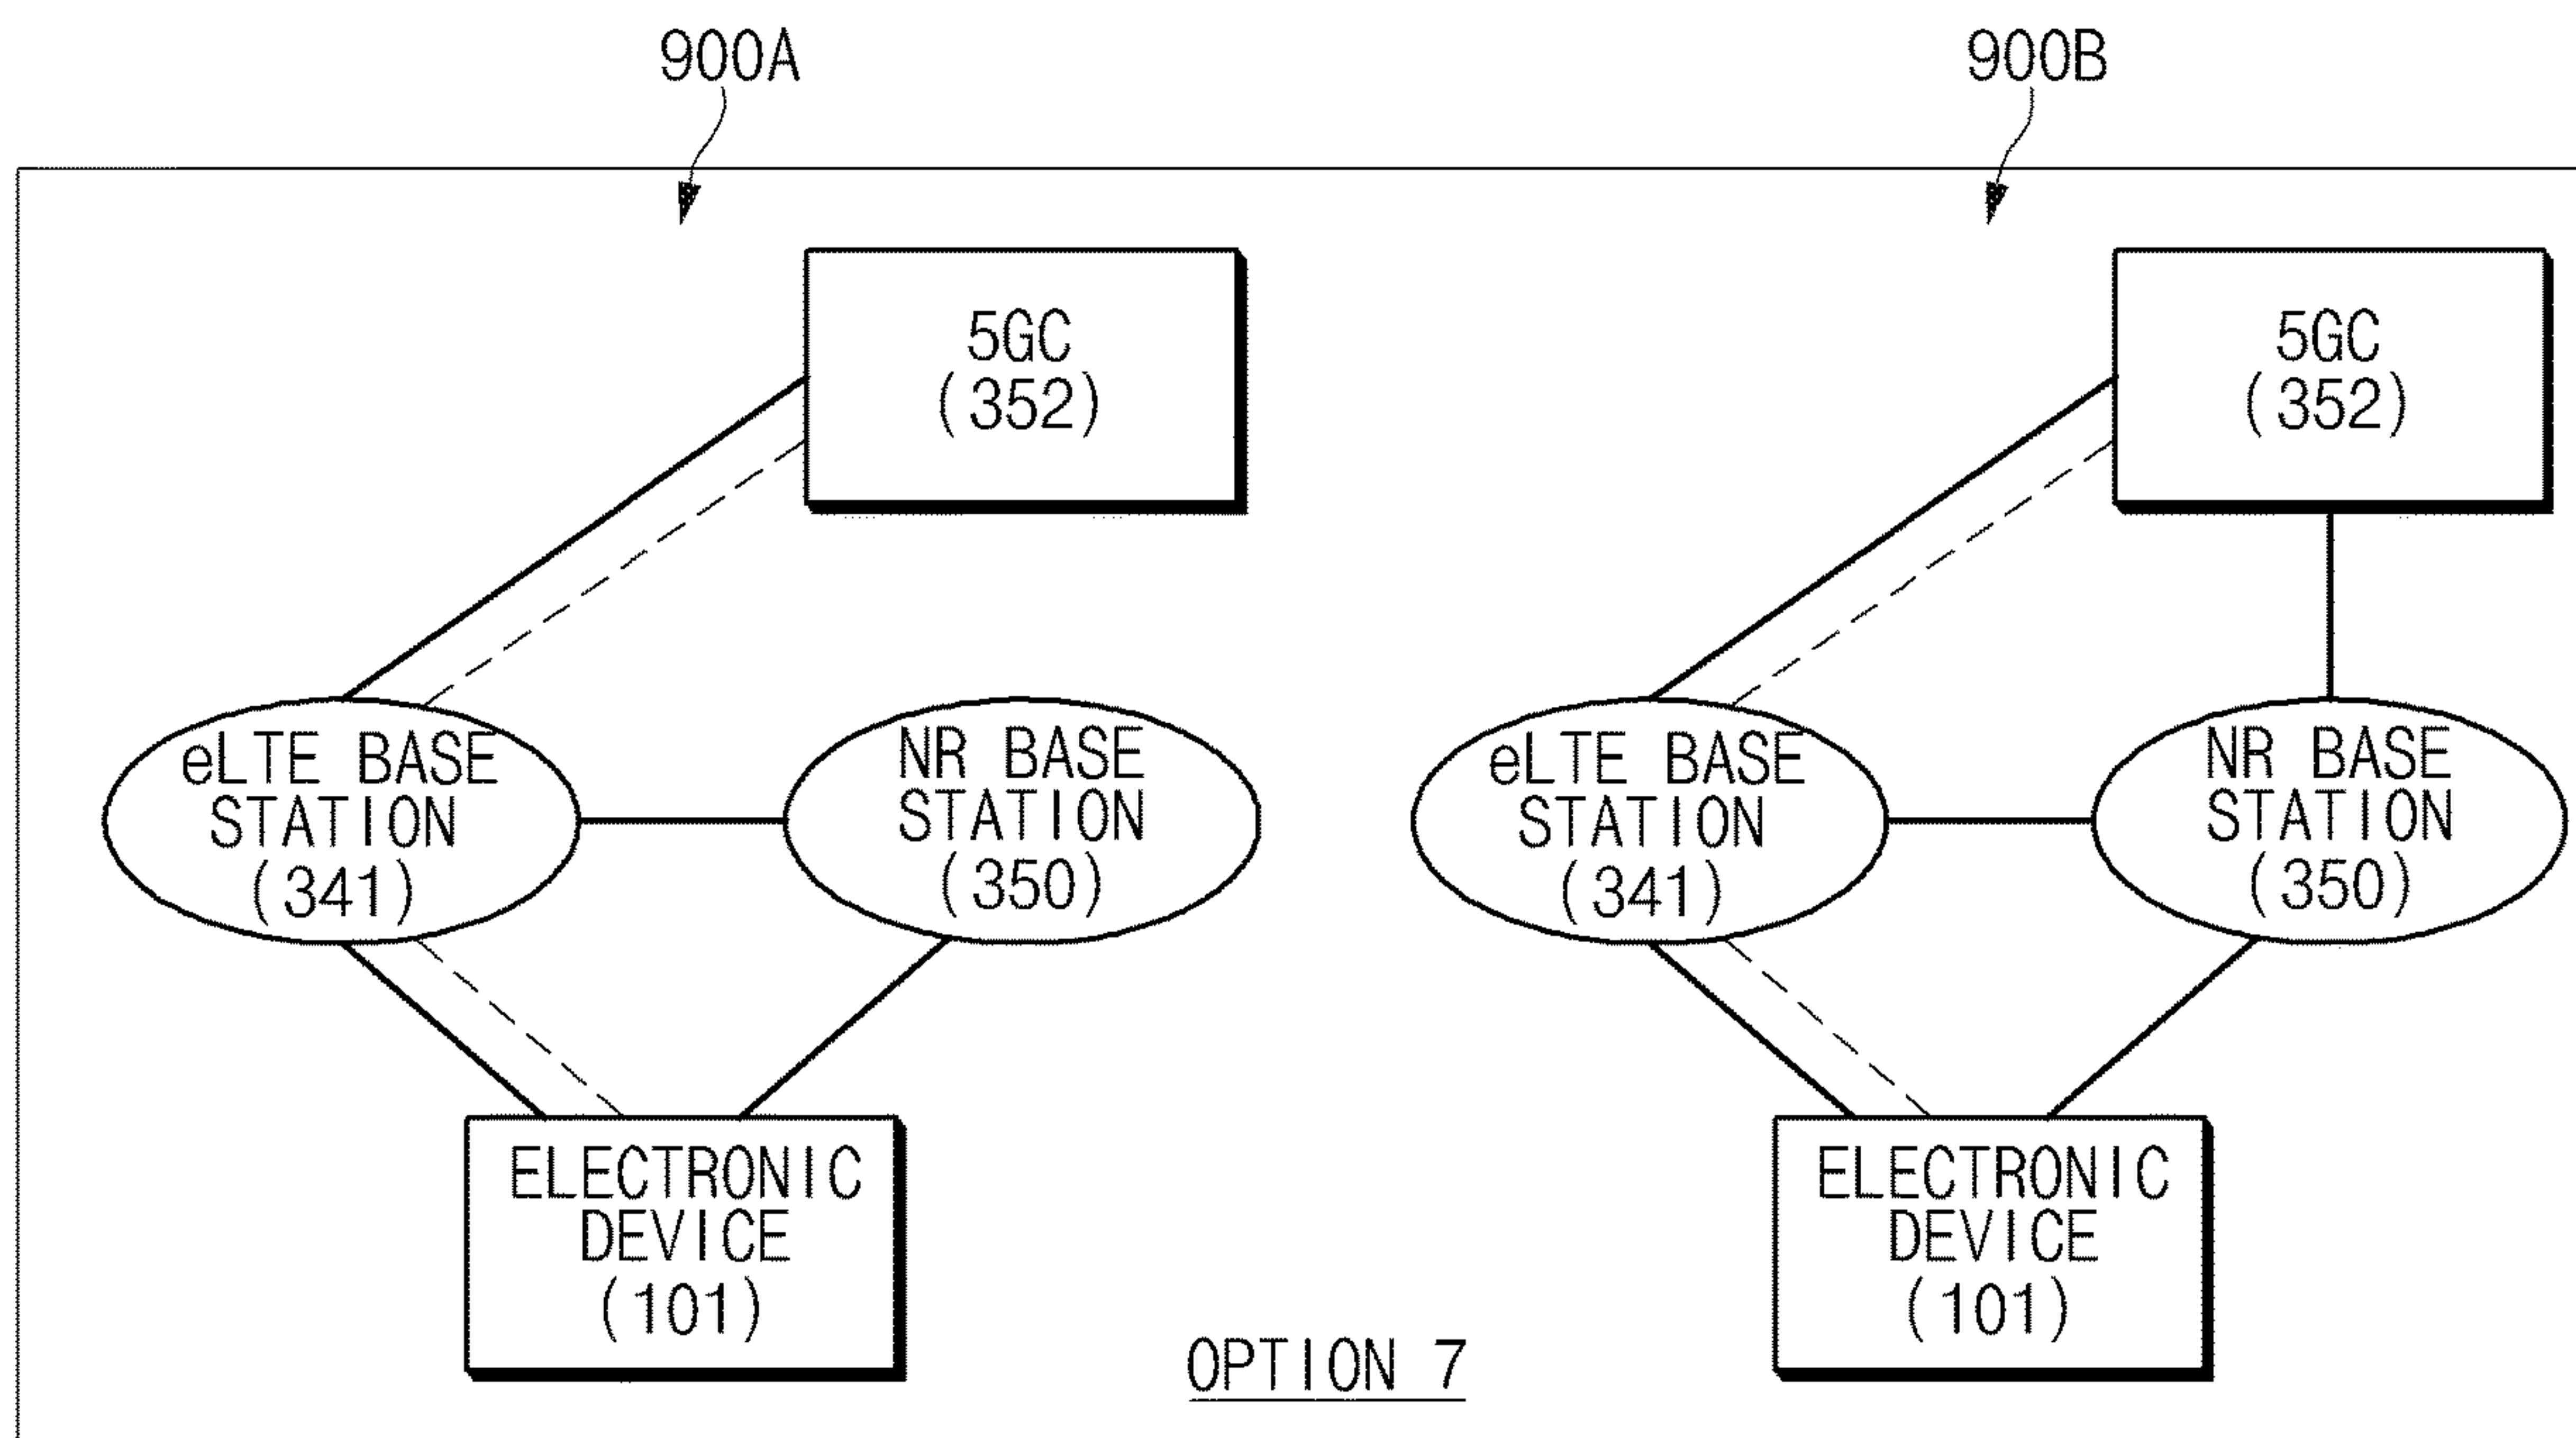 900A
900B
5GC
(352)
5GC
(352)
eLTE BASE
STATION
(341)
NR BASE
STATION
(350)
eLTE BASE
STATION
(341)
NR BASE
STATION
(350)
ELECTRONIC
DEVICE
(101)
ELECTRONIC
DEVICE
(101)
OPTION 7